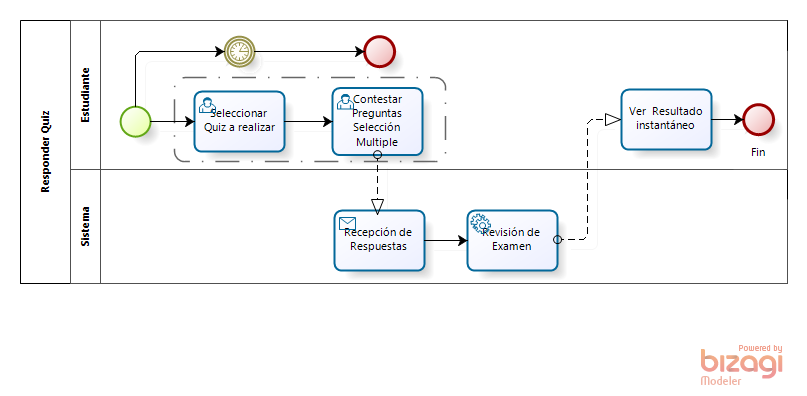 Responder Quiz
Estudiante
Seleccionar
Quiz a realizar
Contestar
Preguntas
Selección
Multiple
Ver Resultado
instantáneo
Fin
Sistema
Recepción de
Respuestas
Revisión de
Examen
Powered by
bizagi
Modeler